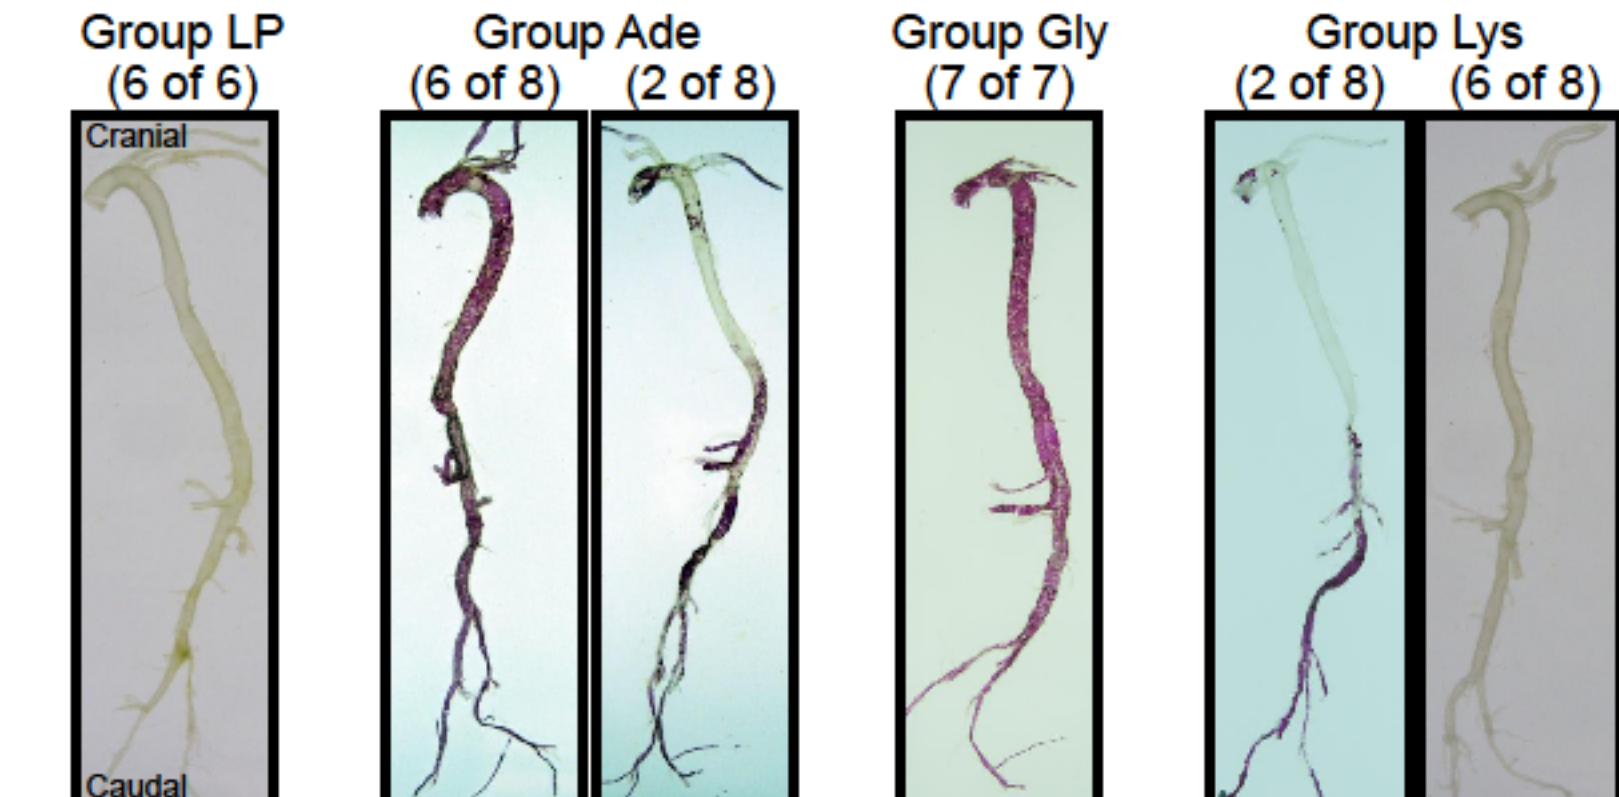 Group LP
(6 of 6)
Group Ade
(6 of 8) (2 of 8)
Group Gly
(7 of 7)
Group Lys
(2 of 8) (6 of 8)
Cranial
Caudal